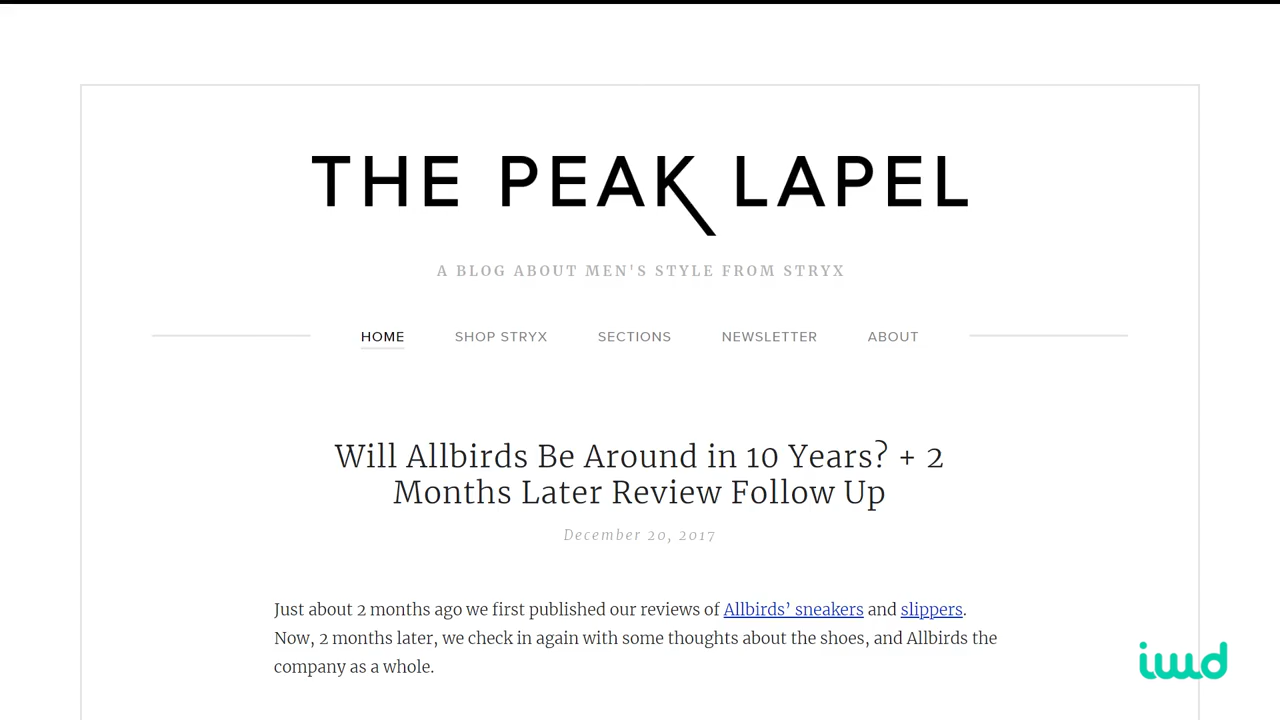 THE PEAK LAPEL
A BLOG ABOUT MEN'S STYLE FROM STRYX
HOME SHOP STRYX SECTIONS NEWSLETTER ABOUT
Will Allbirds Be Around in 10 Years? + 2
Months Later Review Follow Up
December 20, 2017
Just about 2 months ago we first published our reviews of Allbirds’ sneakers and slippers.
Now, 2 months later, we check in again with some thoughts about the shoes, and Allbirds the
company as a whole.
iwd